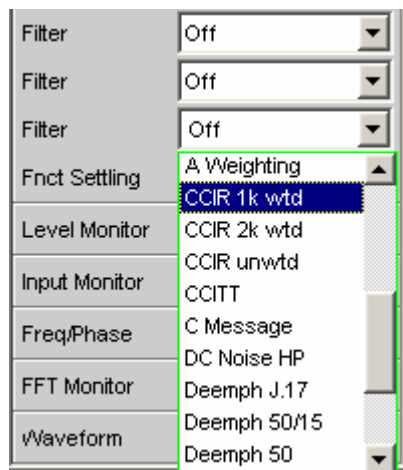 Filter Off
Filter Off
Filter Off
Fnct Settling
Level Monitor
Input Monitor
Freq/Phase
FFT Monitor
Waveform
A Weighting
CCIR 1k wtd
CCIR 2k wtd
CCIR unwtd
CCITT
C Message
DC Noise HP
Deemph J.17
Deemph 50/15
Deemph 50